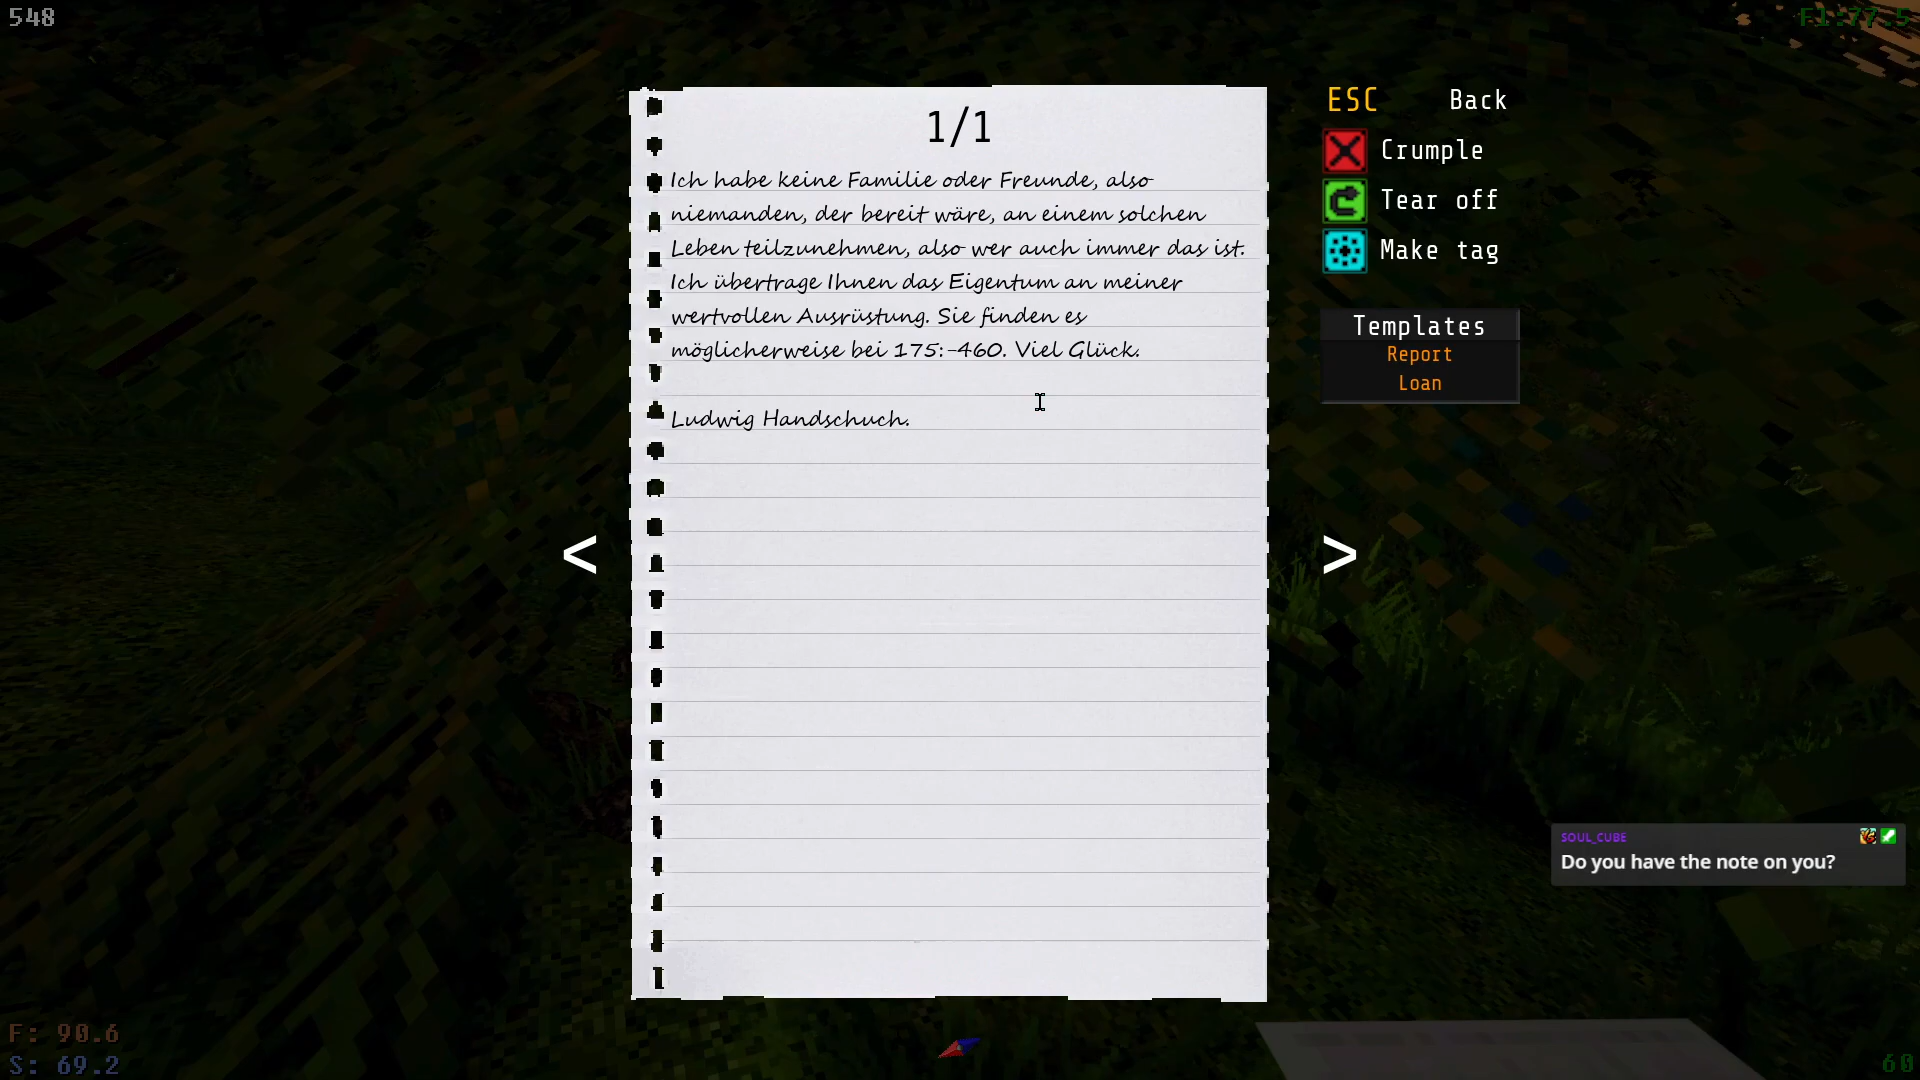 548
F1:77.5
1/1
Ich habe keine Familie oder Freunde, also
niemanden, der bereit wäre, an einem solchen
Leben teilzunehmen, also wer auch immer das ist.
Ich übertrage Ihnen das Eigentum an meiner
wertvollen Ausrüstung. Sie finden es
möglicherweise bei 175:-460. Viel Glück.
Ludwig Handschuch.
ESC Back
Crumple
Tear off
Make tag
Templates
Report
Loan
<
>
SOUL_CUBE
Do you have the note on you?
F: 90.6
S: 69.2
60